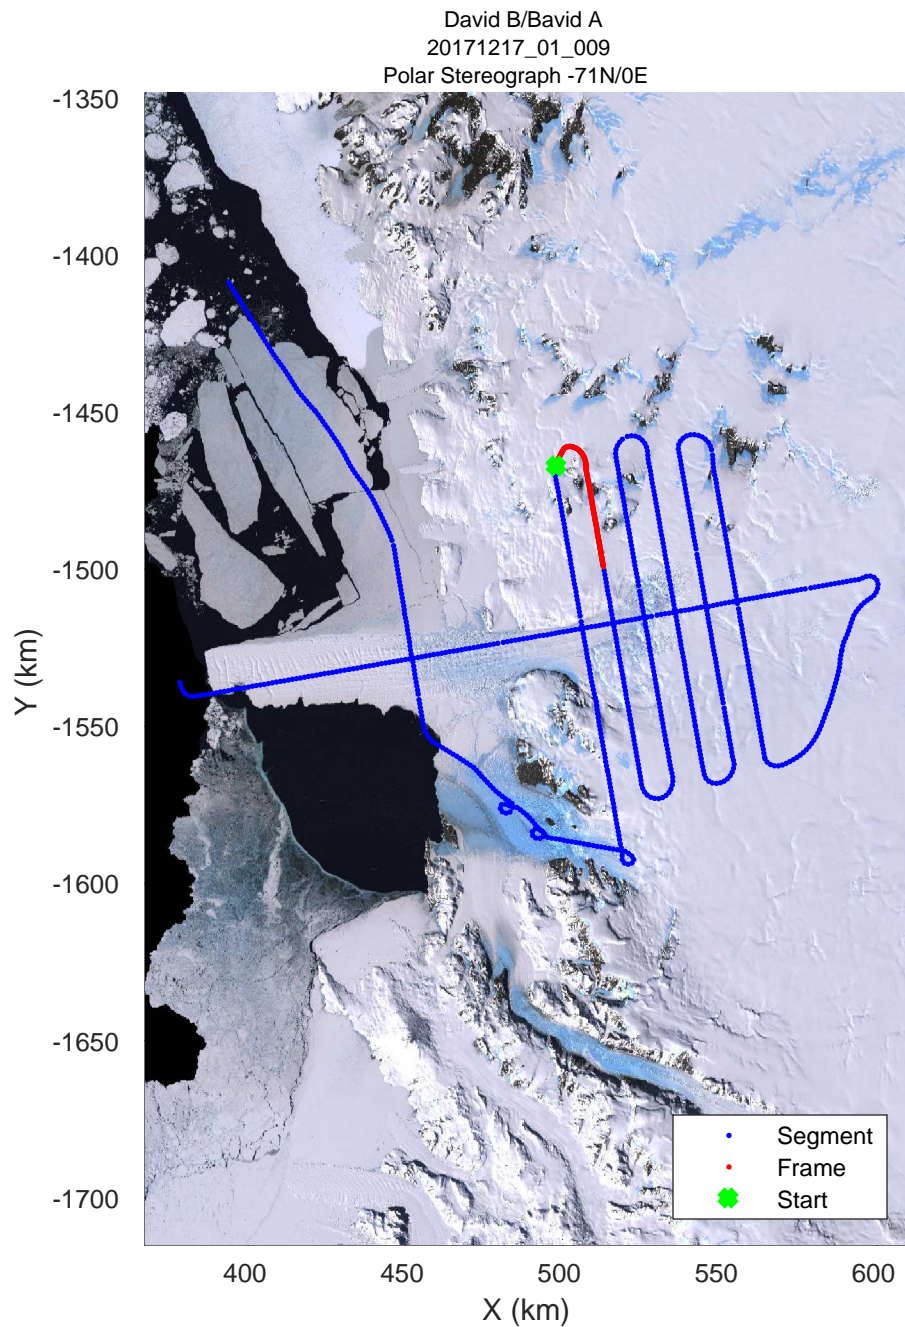 David B/Bavid A
20171217_01_009
Polar Stereograph -71N/0E
-1350
-1400
-1450
-1500
-1550
-1600
-1650
-1700
Y (km)
400
450
500
550
600
X (km)
Segment
Frame
Start